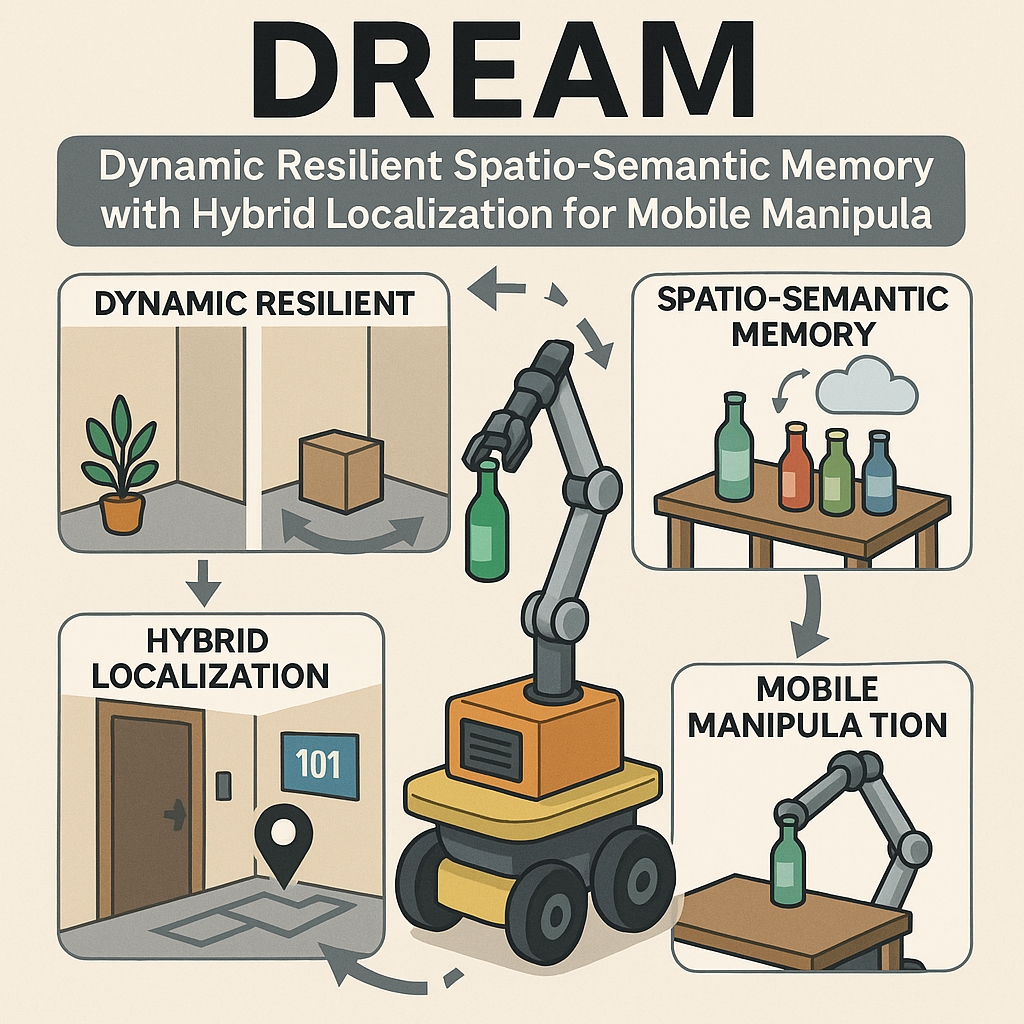 DREAM
Dynamic Resilient Spatio-Semantic Memory
with Hybrid Localization for Mobile Manipula
DYNAMIC RESILIENT
SPATIO-SEMANTIC
MEMORY
HYBRID
LOCALIZATION
101
MOBILE
MANIPULA TION